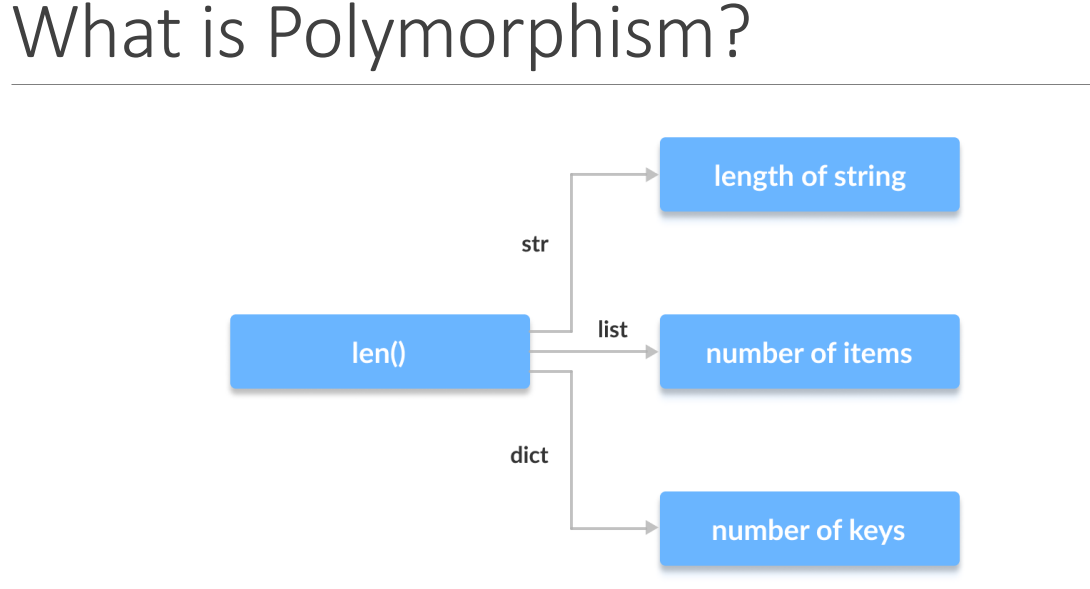 What is Polymorphism?
length of string
str
list
len()
number of items
dict
number of keys